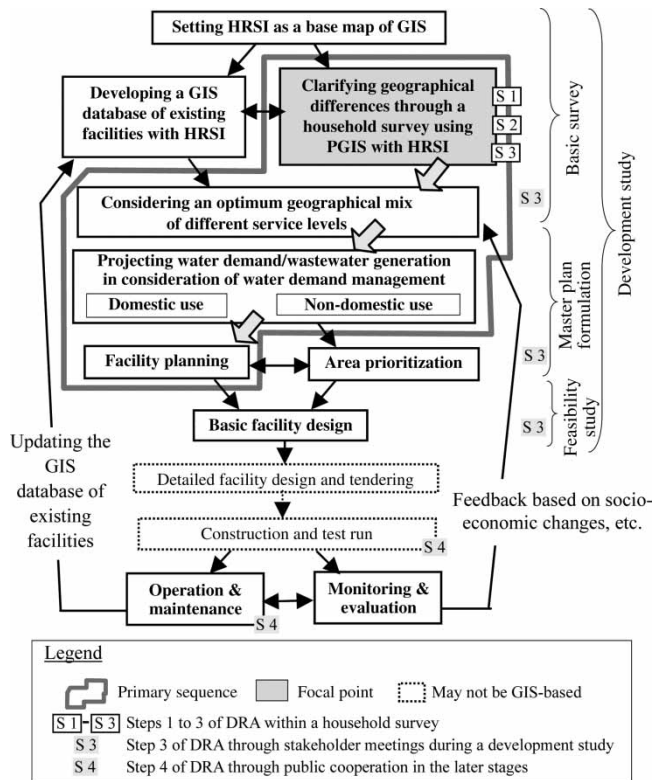 Setting HRSI as a base map of GIS
Developing a GIS
database of existing
facilities with HRSI
Clarifying geographical
differences through a
household survey using
PGIS with HRSI
S 1
S 2
S 3
Considering an optimum geographical mix
of different service levels
S 3
Basic survey
Development study
Projecting water demand/wastewater generation
in consideration of water demand management
Domestic use
Non-domestic use
Master plan
formulation
S 3
Facility planning
Area prioritization
Basic facility design
S 3
Feasibility
study
Updating the
GIS
database of
existing
facilities
Detailed facility design and tendering
Feedback based on socio-
economic changes, etc.
Construction and test run
S 4
Operation &
maintenance
S 4
Monitoring &
evaluation
Legend
Primary sequence
Focal point
May not be GIS-based
S 1 - S 3 Steps 1 to 3 of DRA within a household survey
S 3 Step 3 of DRA through stakeholder meetings during a development study
S 4 Step 4 of DRA through public cooperation in the later stages